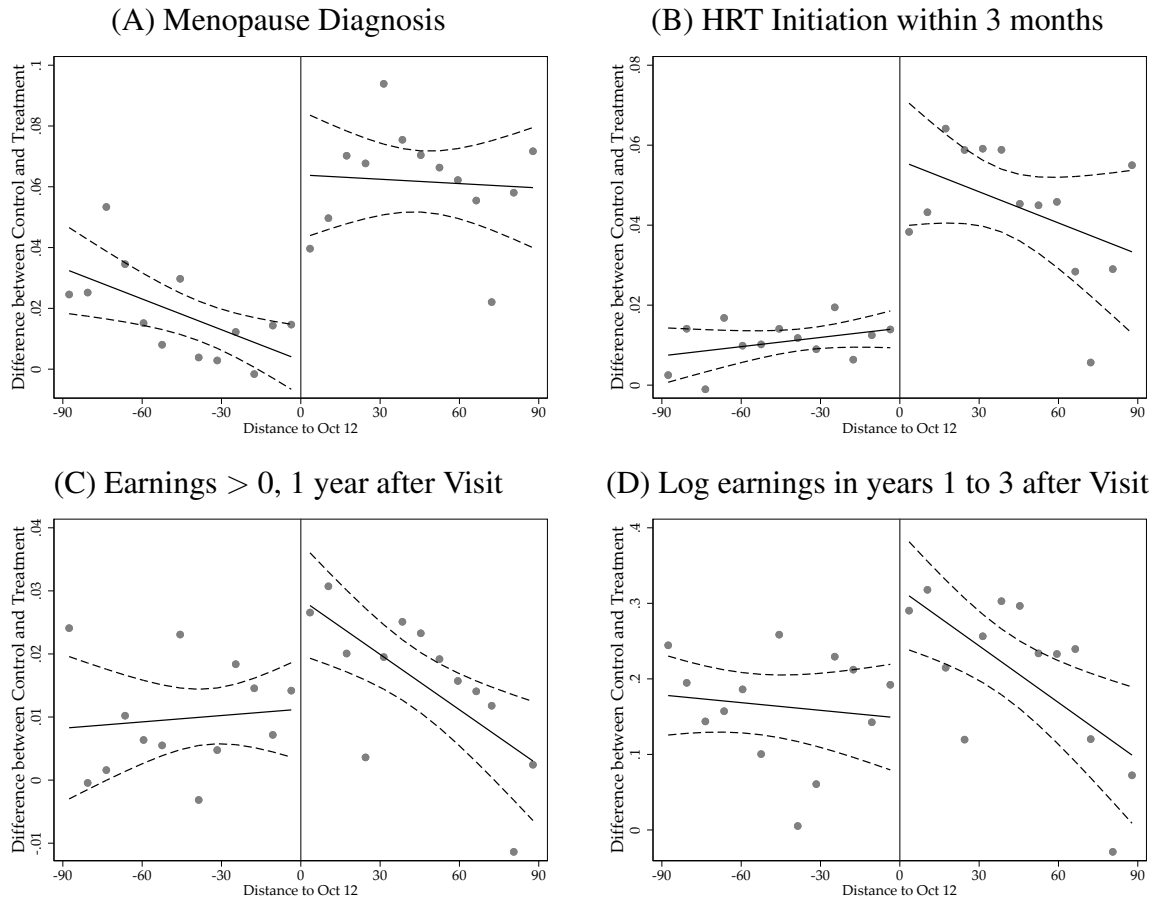 (A) Menopause Diagnosis
Difference between Control and Treatment
.1
.08
.06
.04
.02
0
-90 -60 -30 0 30 60 90
Distance to Oct 12
(B) HRT Initiation within 3 months
Difference between Control and Treatment
.08
.06
.04
.02
0
-90 -60 -30 0 30 60 90
Distance to Oct 12
(C) Earnings > 0, 1 year after Visit
Difference between Control and Treatment
.04
.03
.02
.01
0
-.01
-90 -60 -30 0 30 60 90
Distance to Oct 12
(D) Log earnings in years 1 to 3 after Visit
Difference between Control and Treatment
.4
.3
.2
.1
0
-90 -60 -30 0 30 60 90
Distance to Oct 12